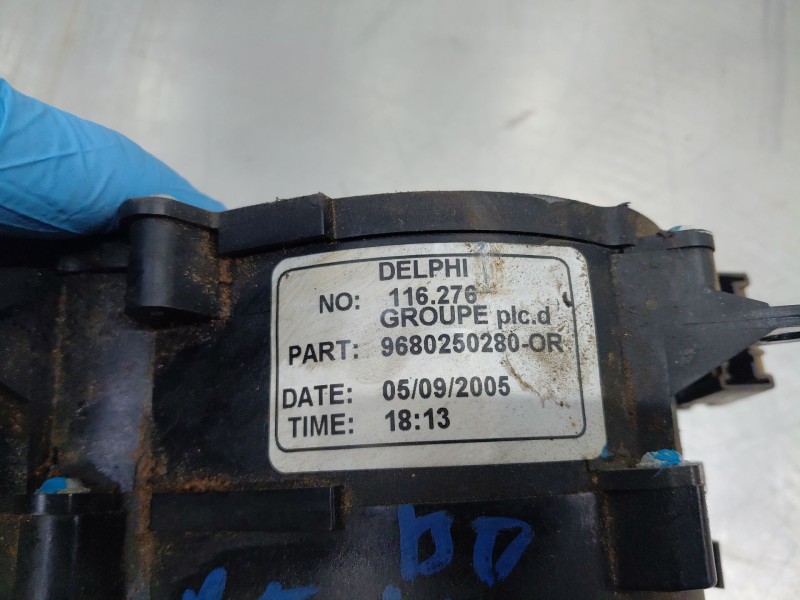 DELPHI
NO: 116.276
GROUPE plc.d
PART: 9680250280-OR
DATE: 05/09/2005
TIME: 18:13